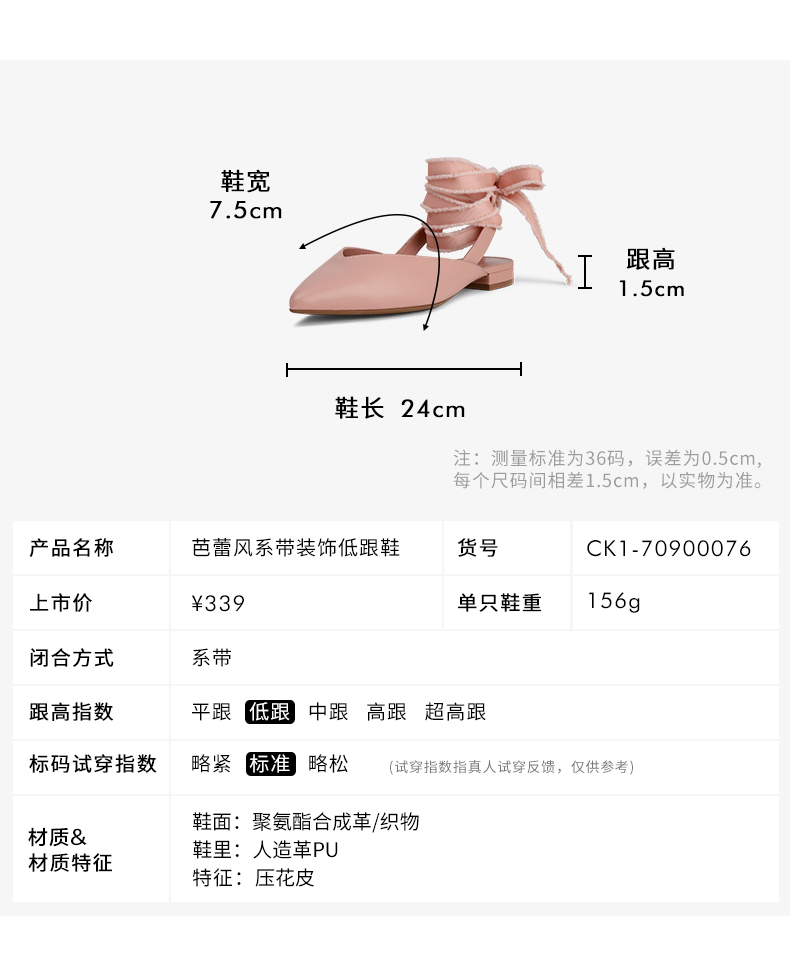 鞋宽
7.5cm
跟高
1.5cm
鞋长 24cm
注：测量标准为36码，误差为0.5cm,
每个尺码间相差1.5cm，以实物为准。
产品名称 芭蕾风系带装饰低跟鞋 货号 CK1-70900076
上市价 ¥339 单只鞋重 156g
闭合方式 系带
跟高指数 平跟 低跟 中跟 高跟 超高跟
标码试穿指数 略紧 标准 略松 (试穿指数指真人试穿反馈，仅供参考)
材质&
材质特征
鞋面：聚氨酯合成革/织物
鞋里：人造革PU
特征：压花皮